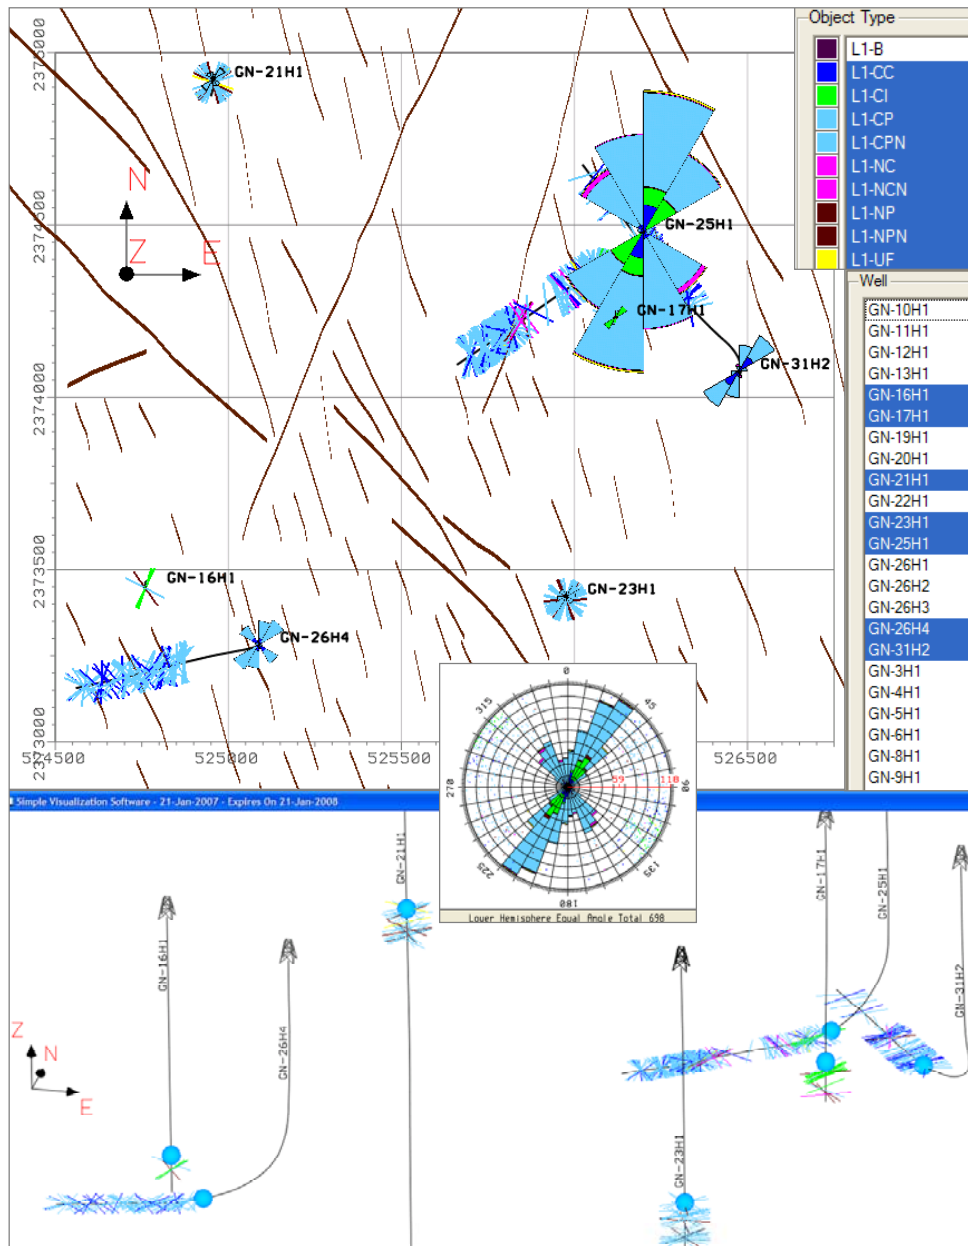 Object Type
L1-B
L1-CC
L1-CI
L1-CP
L1-CPN
L1-NC
L1-NCN
L1-NP
L1-NPN
L1-UF
Well
GN-10H1
GN-11H1
GN-12H1
GN-13H1
GN-16H1
GN-17H1
GN-19H1
GN-20H1
GN-21H1
GN-22H1
GN-23H1
GN-25H1
GN-26H1
GN-26H2
GN-26H3
GN-26H4
GN-31H2
GN-3H1
GN-4H1
GN-5H1
GN-6H1
GN-8H1
GN-9H1
GN-21H1
N
Z
E
GN-25H1
GN-17H1
GN-31H2
GN-16H1
GN-23H1
GN-26H4
2374500
2374000
2373500
2373000
524500
525500
526500
0
45
90
135
180
225
270
315
59
118
Lower Hemisphere Equal Angle Total 698
Simple Visualization Software - 21-Jan-2007 - Expires On 21-Jan-2008
GN-16H1
GN-26H4
GN-21H1
GN-23H1
GN-17H1
GN-25H1
GN-31H2
Z
N
E